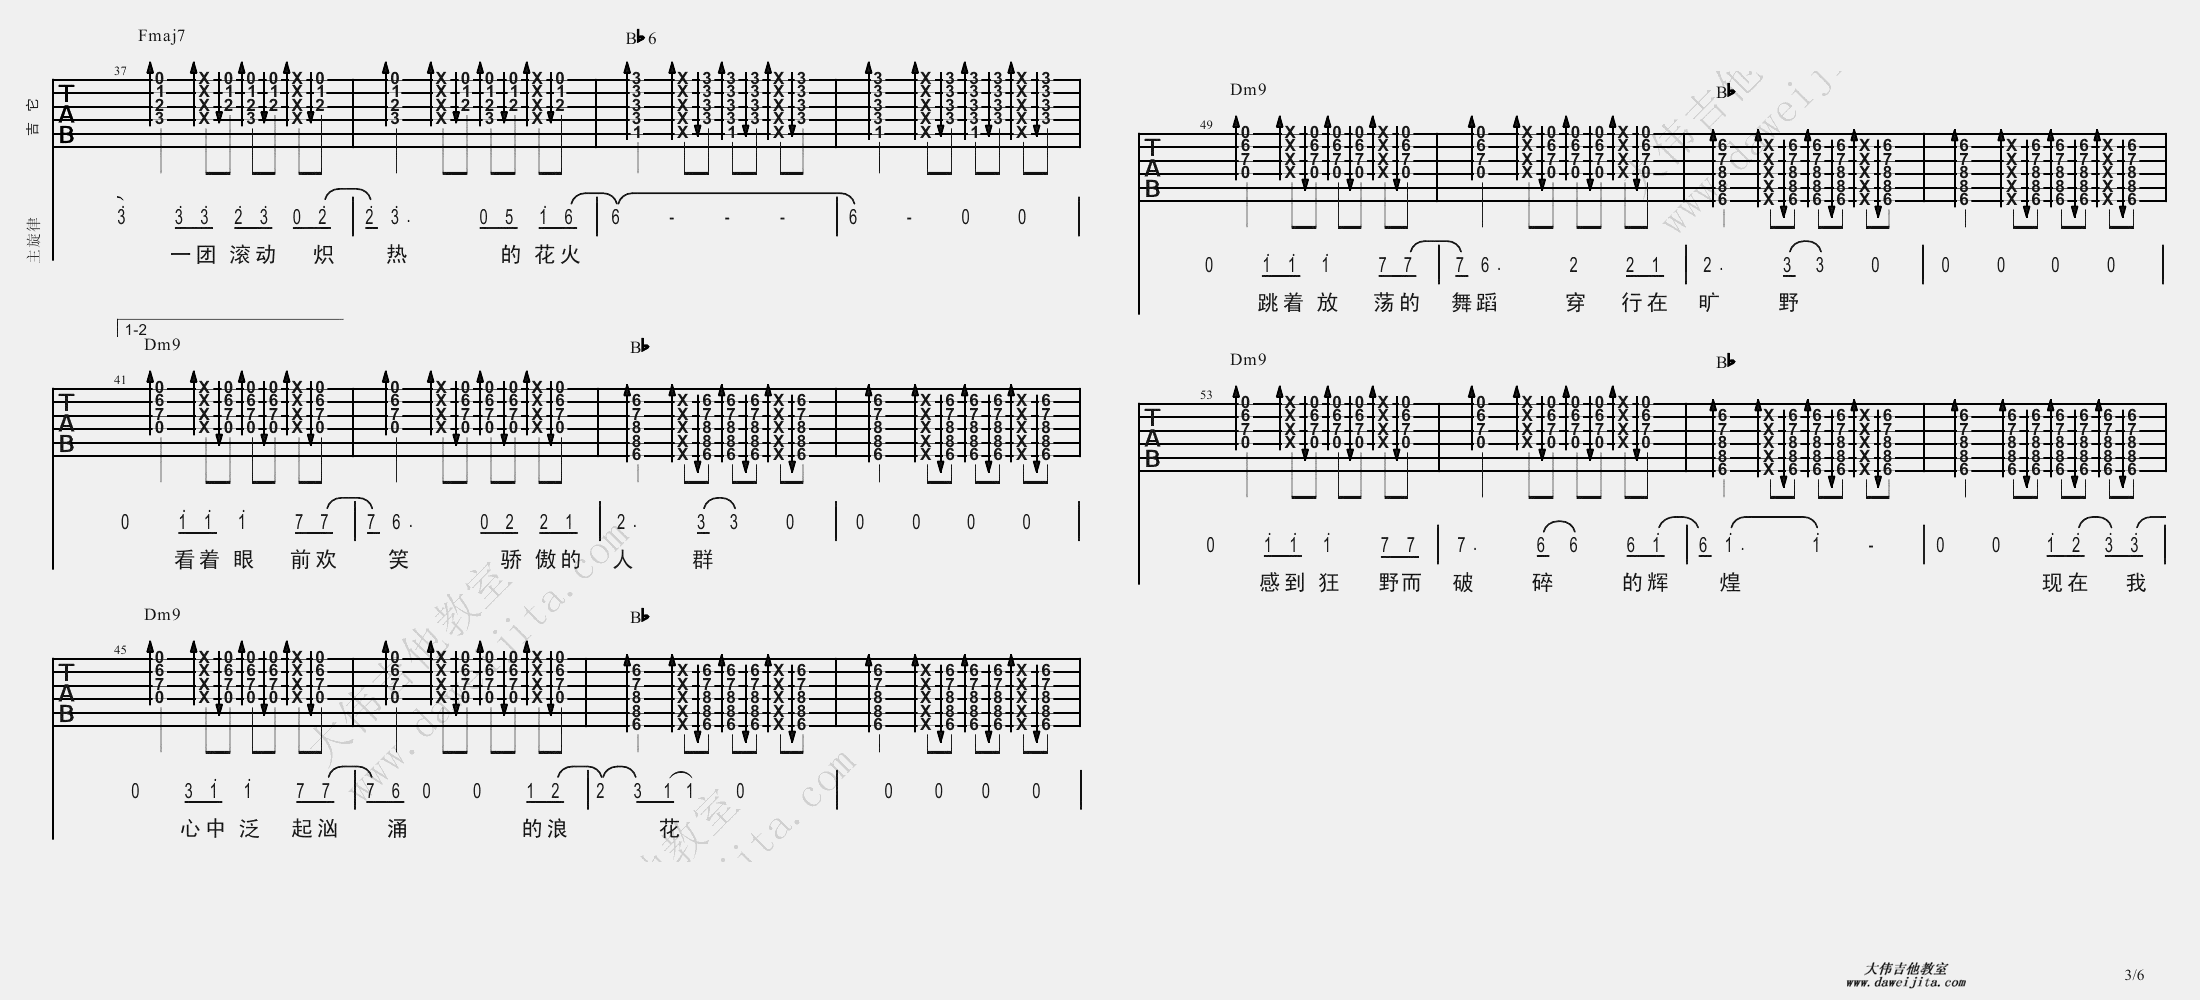 Fmaj7 B♭6
37
吉它
TAB
主旋律
3 3 3 2 3 0 2 2 3. 0 5 1 6 6 - - - 6 - 0 0
一团 滚动 炽 热 的 花火
1-2
Dm9 B♭
41
TAB
0 1 1 1 7 7 7 6. 0 2 2 1 2. 3 3 0 0 0 0 0
看着 眼 前欢 笑 骄 傲的 人 群
Dm9 B♭
45
TAB
0 3 1 1 7 7 7 6 0 0 1 2 2 3 1 1 0 0 0 0 0
心中 泛 起汹 涌 的浪 花
Dm9 B♭
49
TAB
0 1 1 1 7 7 7 6. 2 2 1 2. 3 3 0 0 0 0 0
跳着 放 荡的 舞蹈 穿 行在 旷 野
Dm9 B♭
53
TAB
0 1 1 1 7 7 7. 6 6 6 1 6 1. 1 - 0 0 1 2 3 3
感到 狂 野而 破 碎 的辉 煌 现在 我
大伟吉他教室
www.daweijita.com
3/6